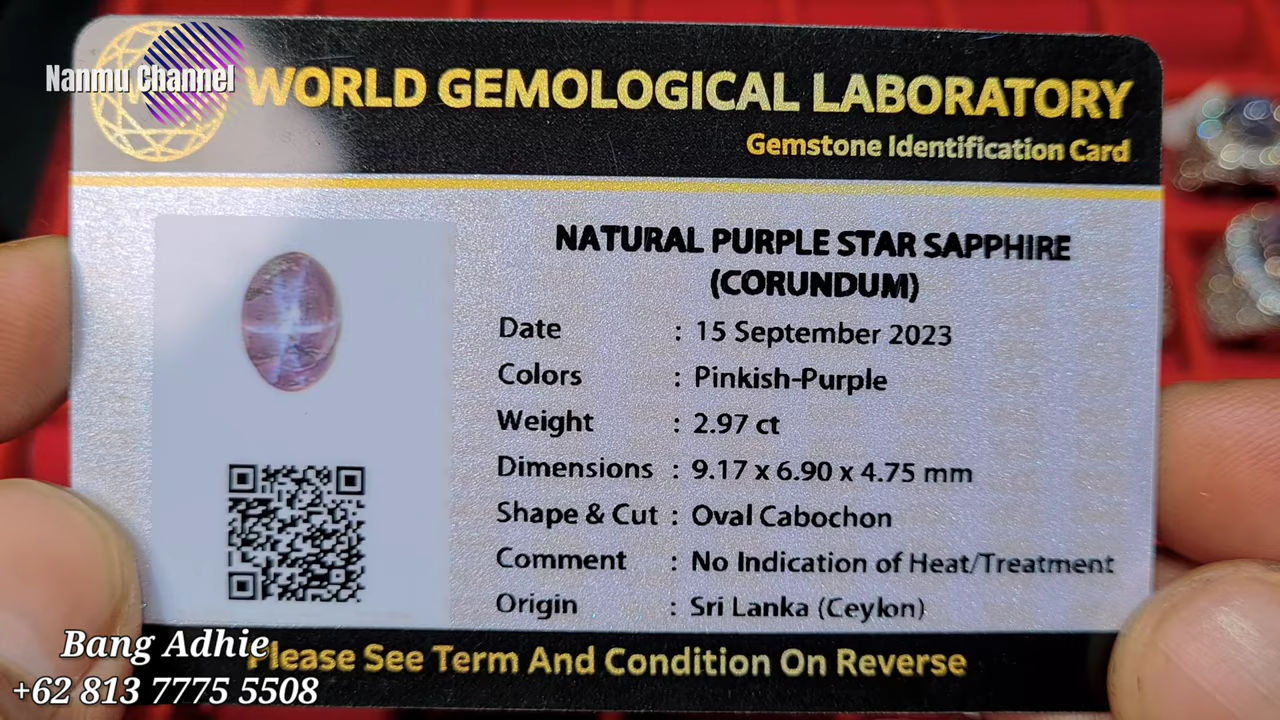 Nanmu Channel
WORLD GEMOLOGICAL LABORATORY
Gemstone Identification Card
NATURAL PURPLE STAR SAPPHIRE
(CORUNDUM)
Date : 15 September 2023
Colors : Pinkish-Purple
Weight : 2.97 ct
Dimensions : 9.17 x 6.90 x 4.75 mm
Shape & Cut : Oval Cabochon
Comment : No Indication of Heat/Treatment
Origin : Sri Lanka (Ceylon)
Please See Term And Condition On Reverse
Bang Adhie
+62 813 7775 5508